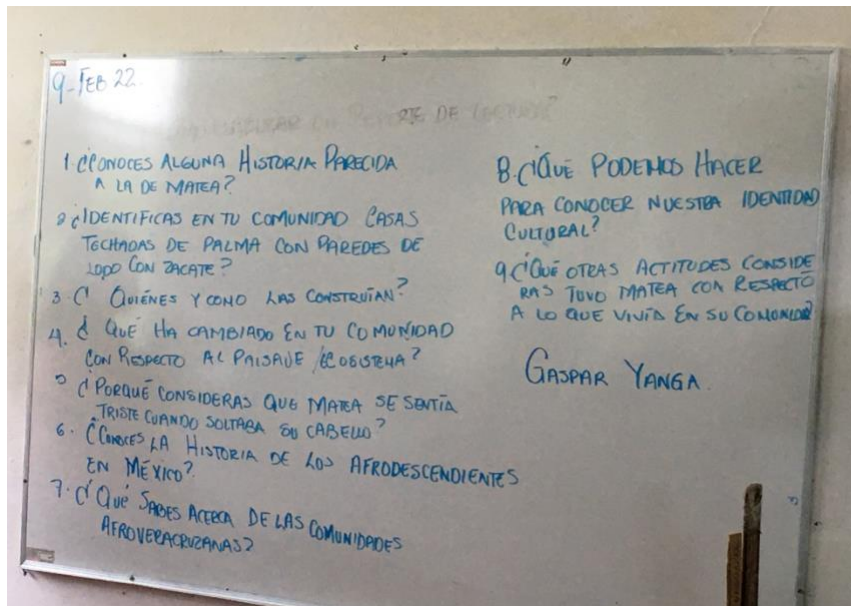 9-FEB 22.
REPORTE DE LECTURA?
1. ¿CONOCES ALGUNA HISTORIA PARECIDA
A LA DE MATEA?
2 ¿IDENTIFICAS EN TU COMUNIDAD CASAS
TECHADAS DE PALMA CON PAREDES DE
LODO CON ZACATE?
3. ¿ QUIÉNES Y COMO LAS CONSTRUÍAN?
4. ¿ QUÉ HA CAMBIADO EN TU COMUNIDAD
CON RESPECTO AL PAISAJE/ECOSISTEMA?
5 ¿PORQUÉ CONSIDERAS QUE MATEA SE SENTÍA
TRISTE CUANDO SOLTABA SU CABELLO?
6. ¿CONOCES LA HISTORIA DE LOS AFRODESCENDIENTES
EN MÉXICO?
7. ¿QUÉ SABES ACERCA DE LAS COMUNIDADES
AFROVERACRUZANAS?
8. ¿QUÉ PODEMOS HACER
PARA CONOCER NUESTRA IDENTIDAD
CULTURAL?
9 ¿QUÉ OTRAS ACTITUDES CONSIDE
RAS TUVO MATEA CON RESPECTO
A LO QUE VIVÍA EN SU COMUNIDAD?
GASPAR YANGA.